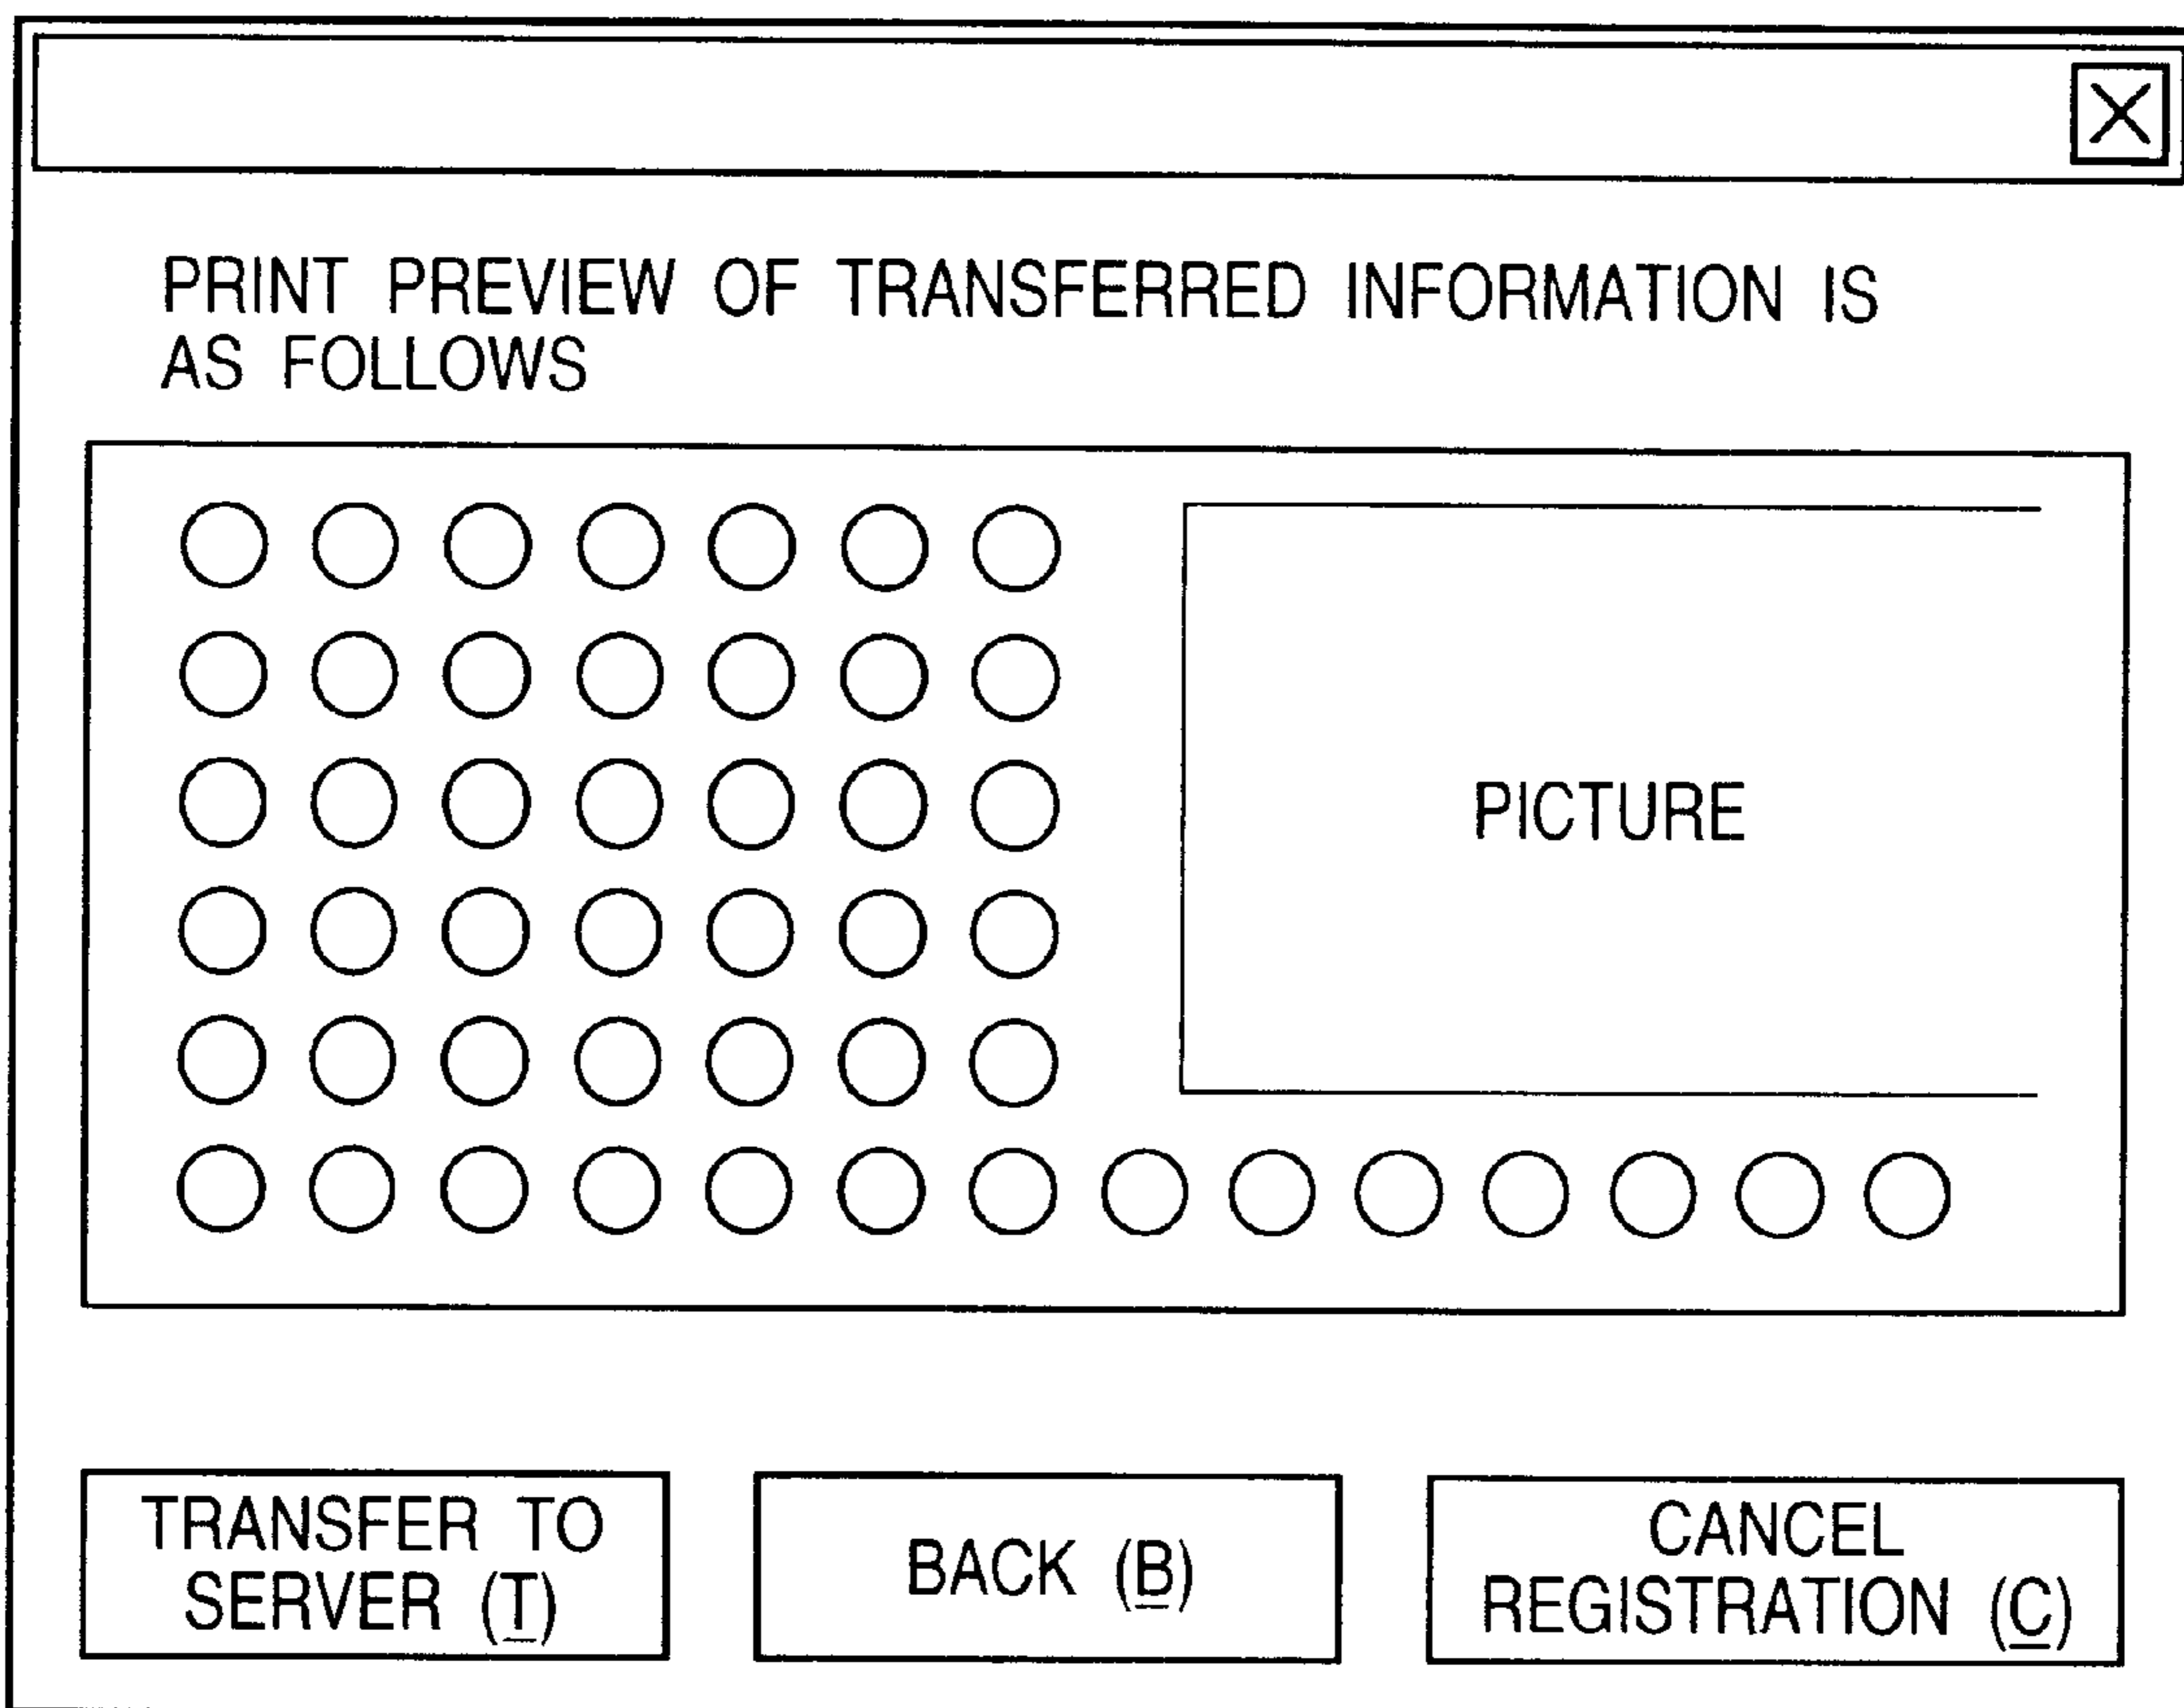 PRINT PREVIEW OF TRANSFERRED INFORMATION IS
AS FOLLOWS
PICTURE
TRANSFER TO
SERVER (T)
BACK (B)
CANCEL
REGISTRATION (C)